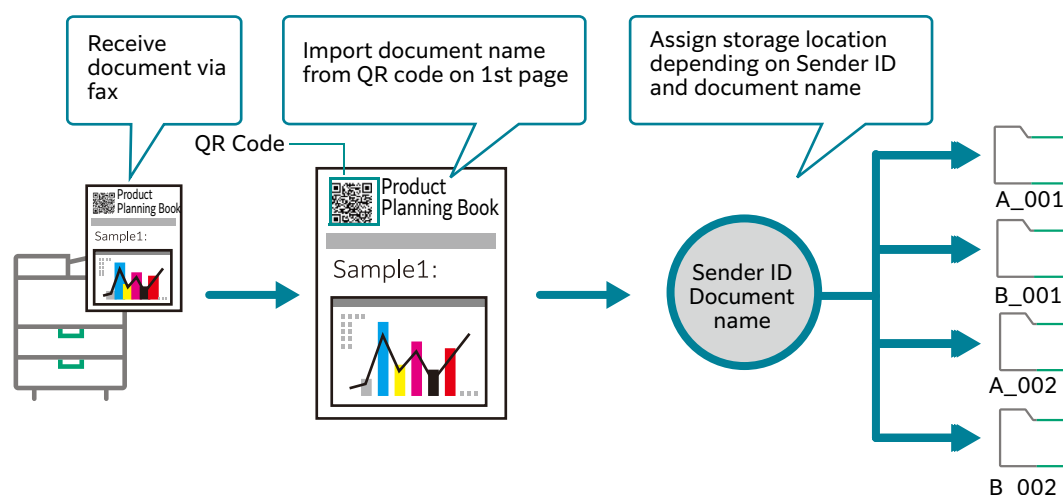 Receive
document via
fax
Import document name
from QR code on 1st page
Assign storage location
depending on Sender ID
and document name
QR Code
Product
Planning Book
Sample1:
Product
Planning Book
Sample1:
Sender ID
Document
name
A_001
B_001
A_002
B_002